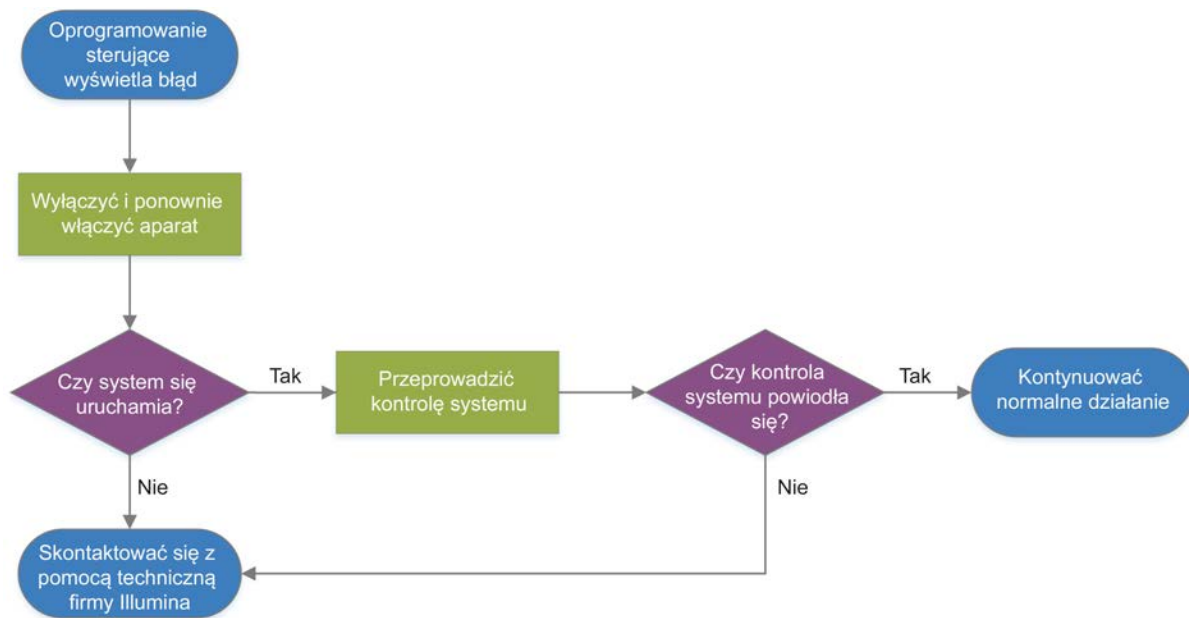 Oprogramowanie
sterujące
wyświetla błąd
Wyłączyć i ponownie
włączyć aparat
Czy system się
uruchamia?
Tak
Przeprowadzić
kontrolę systemu
Czy kontrola
systemu powiodła
się?
Tak
Kontynuować
normalne działanie
Nie
Nie
Skontaktować się z
pomocą techniczną
firmy Illumina